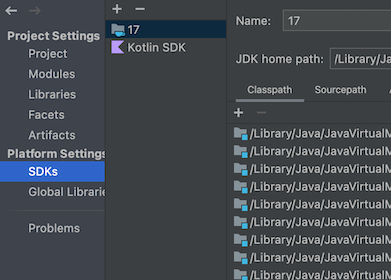 Project Settings
Project
Modules
Libraries
Facets
Artifacts
Platform Settings
SDKs
Global Librarie
Problems
17
Kotlin SDK
Name: 17
JDK home path: /Library/Ja
Classpath Sourcepath
/Library/Java/JavaVirtualM
/Library/Java/JavaVirtualM
/Library/Java/JavaVirtualM
/Library/Java/JavaVirtualM
/Library/Java/JavaVirtualM
/Library/Java/JavaVirtualM
/Library/Java/JavaVirtualM
/Library/Java/JavaVirtualM
/Library/Java/JavaVirtualM